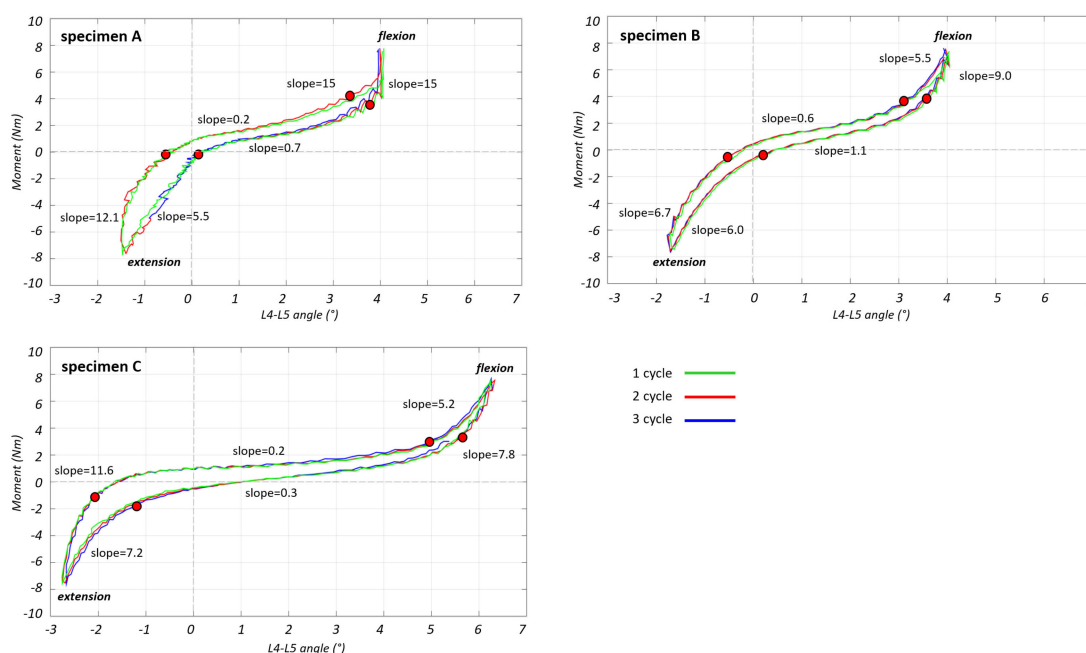 specimen A
flexion
slope=15
slope=15
slope=0.2
slope=0.7
slope=12.1
slope=5.5
extension
Moment (Nm)
10
8
6
4
2
0
-2
-4
-6
-8
-10
-3
-2
-1
0
1
2
3
4
5
6
7
L4-L5 angle (°)
specimen B
flexion
slope=5.5
slope=9.0
slope=0.6
slope=1.1
slope=6.7
slope=6.0
extension
Moment (Nm)
10
8
6
4
2
0
-2
-4
-6
-8
-10
-3
-2
-1
0
1
2
3
4
5
6
L4-L5 angle (°)
specimen C
flexion
slope=5.2
slope=0.2
slope=7.8
slope=11.6
slope=0.3
slope=7.2
extension
Moment (Nm)
10
8
6
4
2
0
-2
-4
-6
-8
-10
-3
-2
-1
0
1
2
3
4
5
6
7
L4-L5 angle (°)
1 cycle
2 cycle
3 cycle